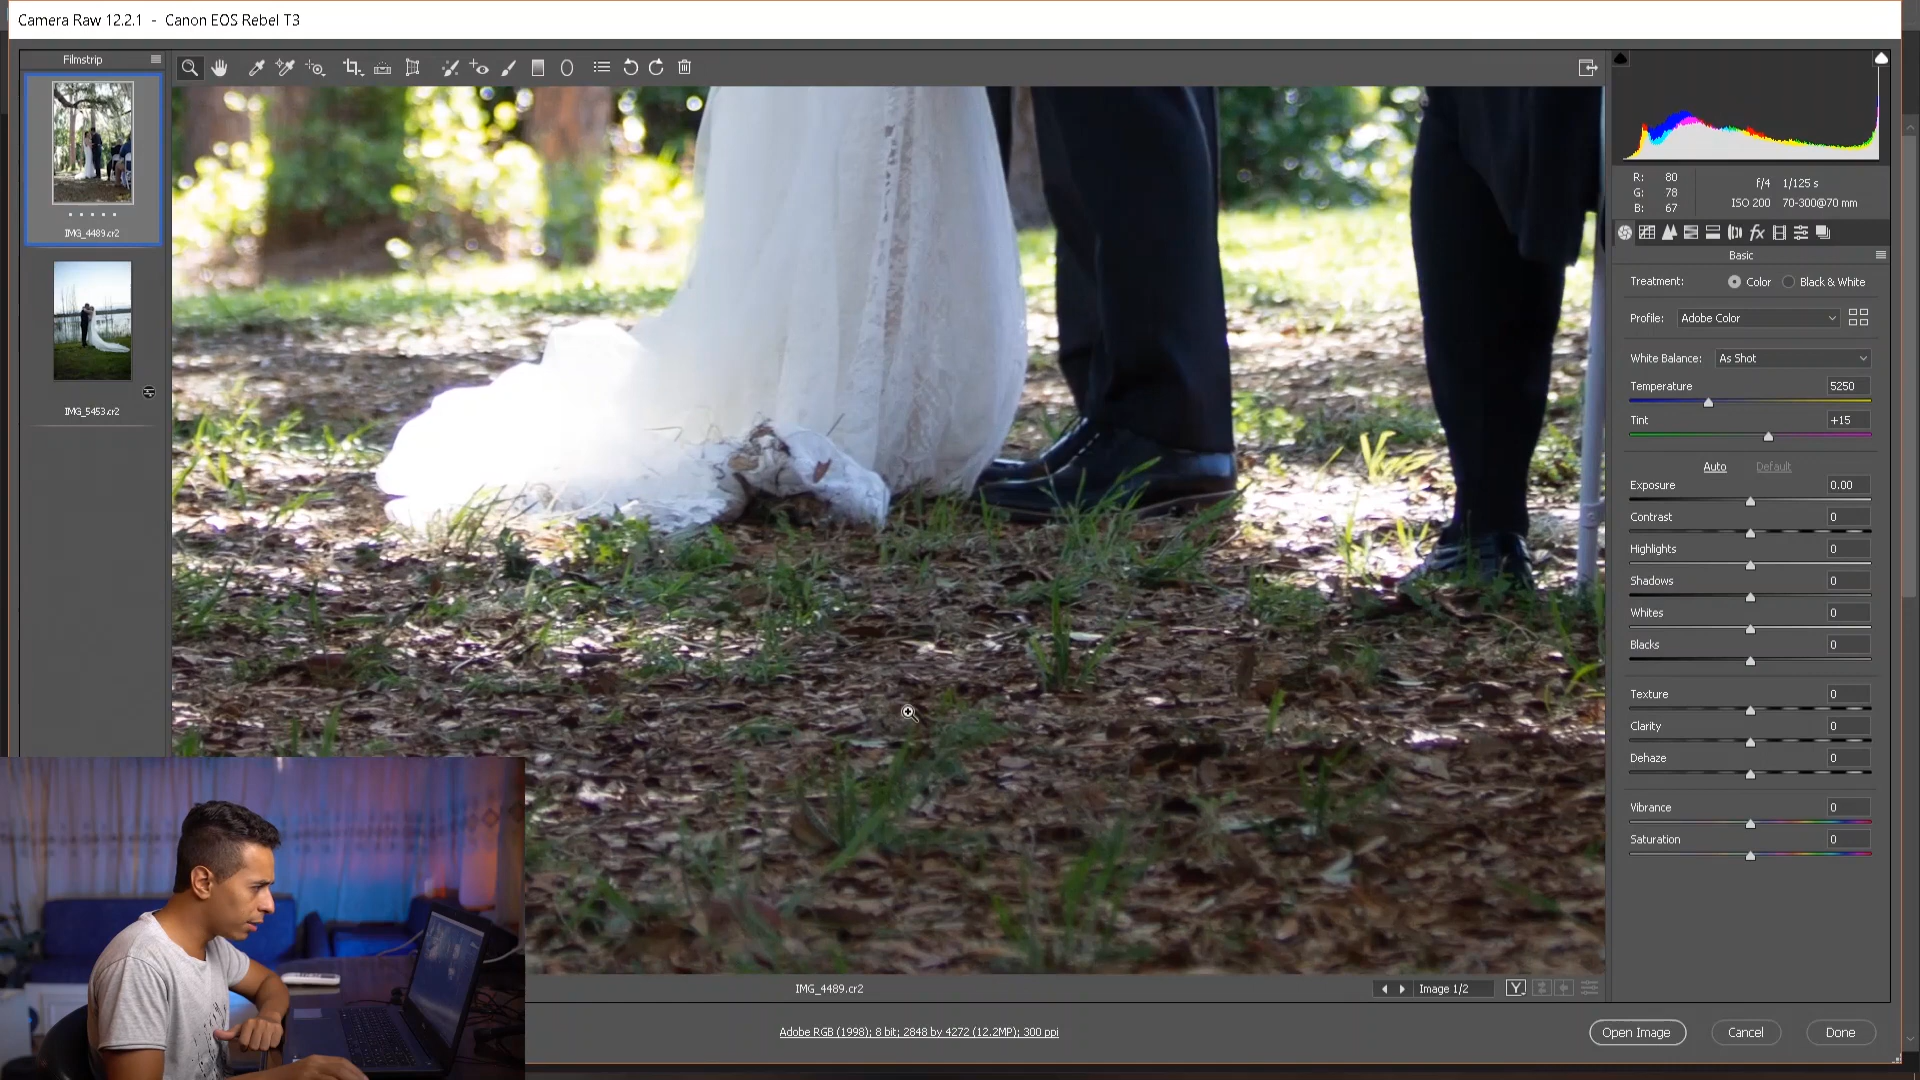 Camera Raw 12.2.1 - Canon EOS Rebel T3
Filmstrip
IMG_4489.cr2
IMG_5453.cr2
R: 80
G: 78
B: 67
f/4 1/125 s
ISO 200 70-300@70 mm
fx
Basic
Treatment: Color Black & White
Profile: Adobe Color
White Balance: As Shot
Temperature 5250
Tint +15
Auto Default
Exposure 0.00
Contrast 0
Highlights 0
Shadows 0
Whites 0
Blacks 0
Texture 0
Clarity 0
Dehaze 0
Vibrance 0
Saturation 0
IMG_4489.cr2 Image 1/2 Y
Adobe RGB (1998); 8 bit; 2848 by 4272 (12.2MP); 300 ppi
Open Image Cancel Done